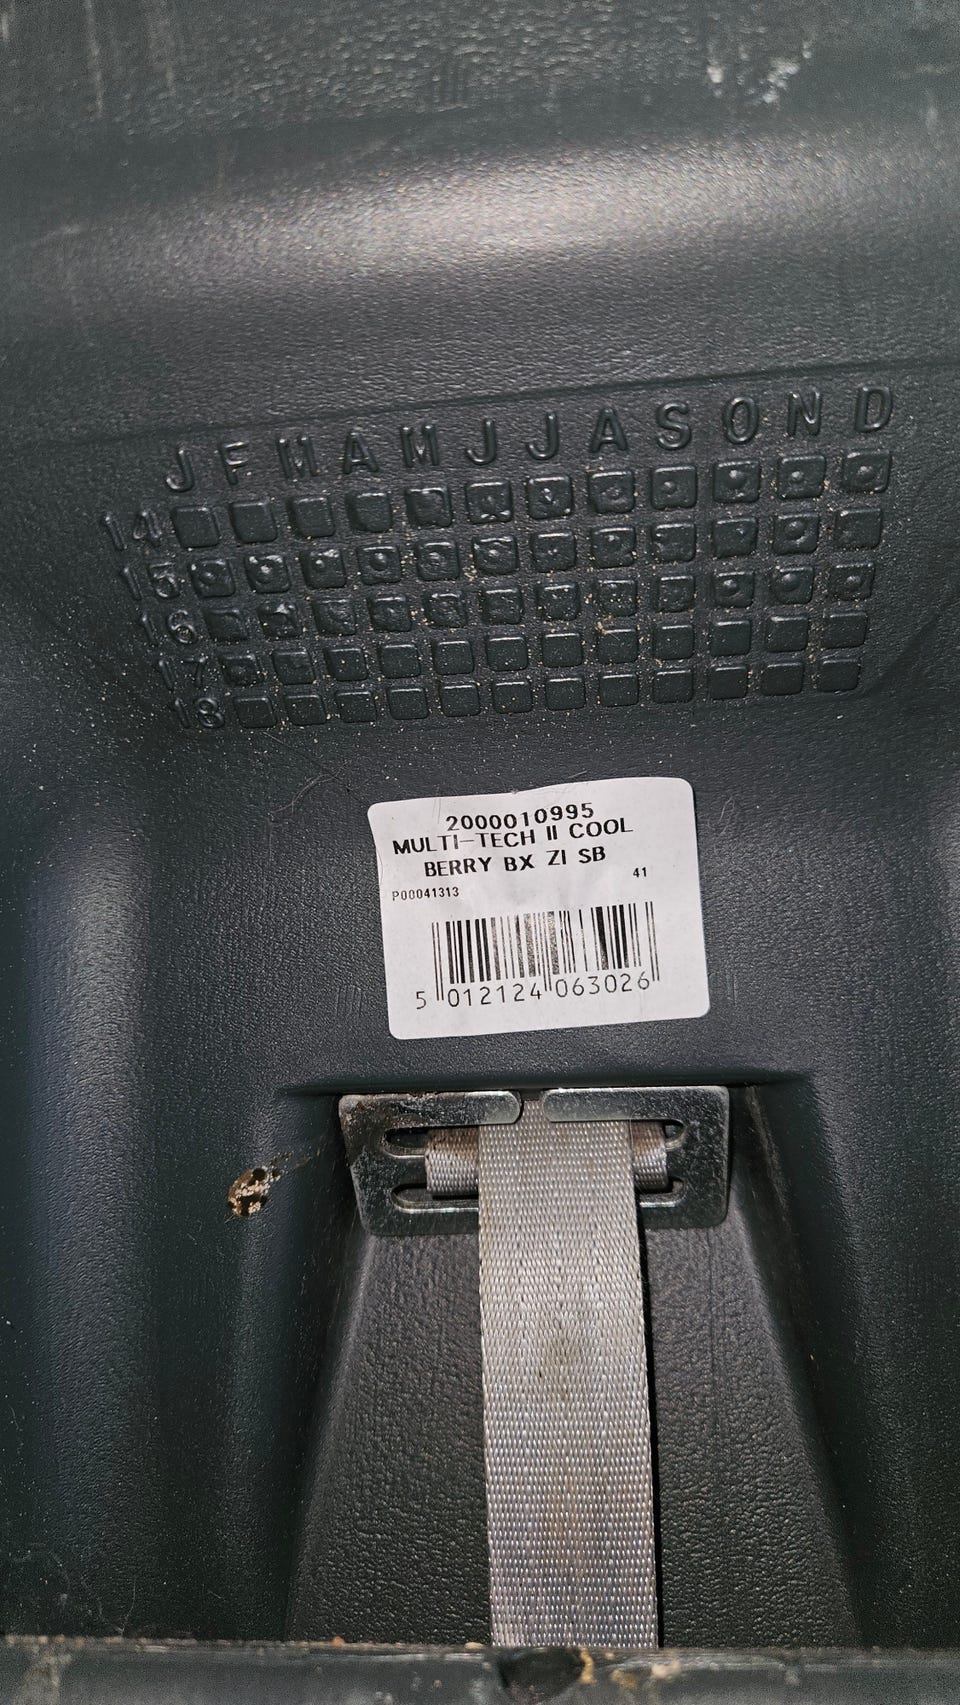 J F M A M J J A S O N D
14
15
16
17
18
2000010995
MULTI-TECH II COOL
BERRY BX ZI SB
P00041313 41
5 012124 063026